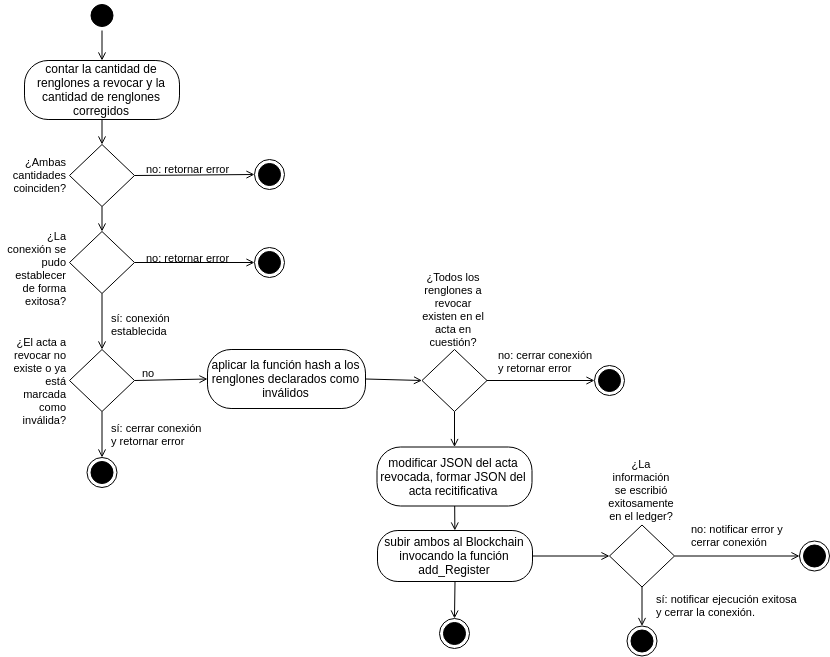 contar la cantidad de
renglones a revocar y la
cantidad de renglones
corregidos
¿Ambas
cantidades
coinciden?
no: retornar error
¿La
conexión se
pudo
establecer
de forma
exitosa?
no: retornar error
sí: conexión
establecida
¿El acta a
revocar no
existe o ya
está
marcada
como
inválida?
no
sí: cerrar conexión
y retornar error
aplicar la función hash a los
renglones declarados como
inválidos
¿Todos los
renglones a
revocar
existen en el
acta en
cuestión?
no: cerrar conexión
y retornar error
modificar JSON del acta
revocada, formar JSON del
acta recitificativa
subir ambos al Blockchain
invocando la función
add_Register
¿La
información
se escribió
exitosamente
en el ledger?
no: notificar error y
cerrar conexión
sí: notificar ejecución exitosa
y cerrar la conexión.